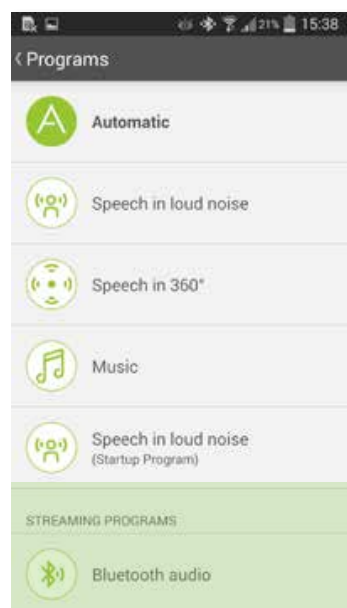 21% 15:38
Programs
A Automatic
Speech in loud noise
Speech in 360°
Music
Speech in loud noise
(Startup Program)
STREAMING PROGRAMS
Bluetooth audio